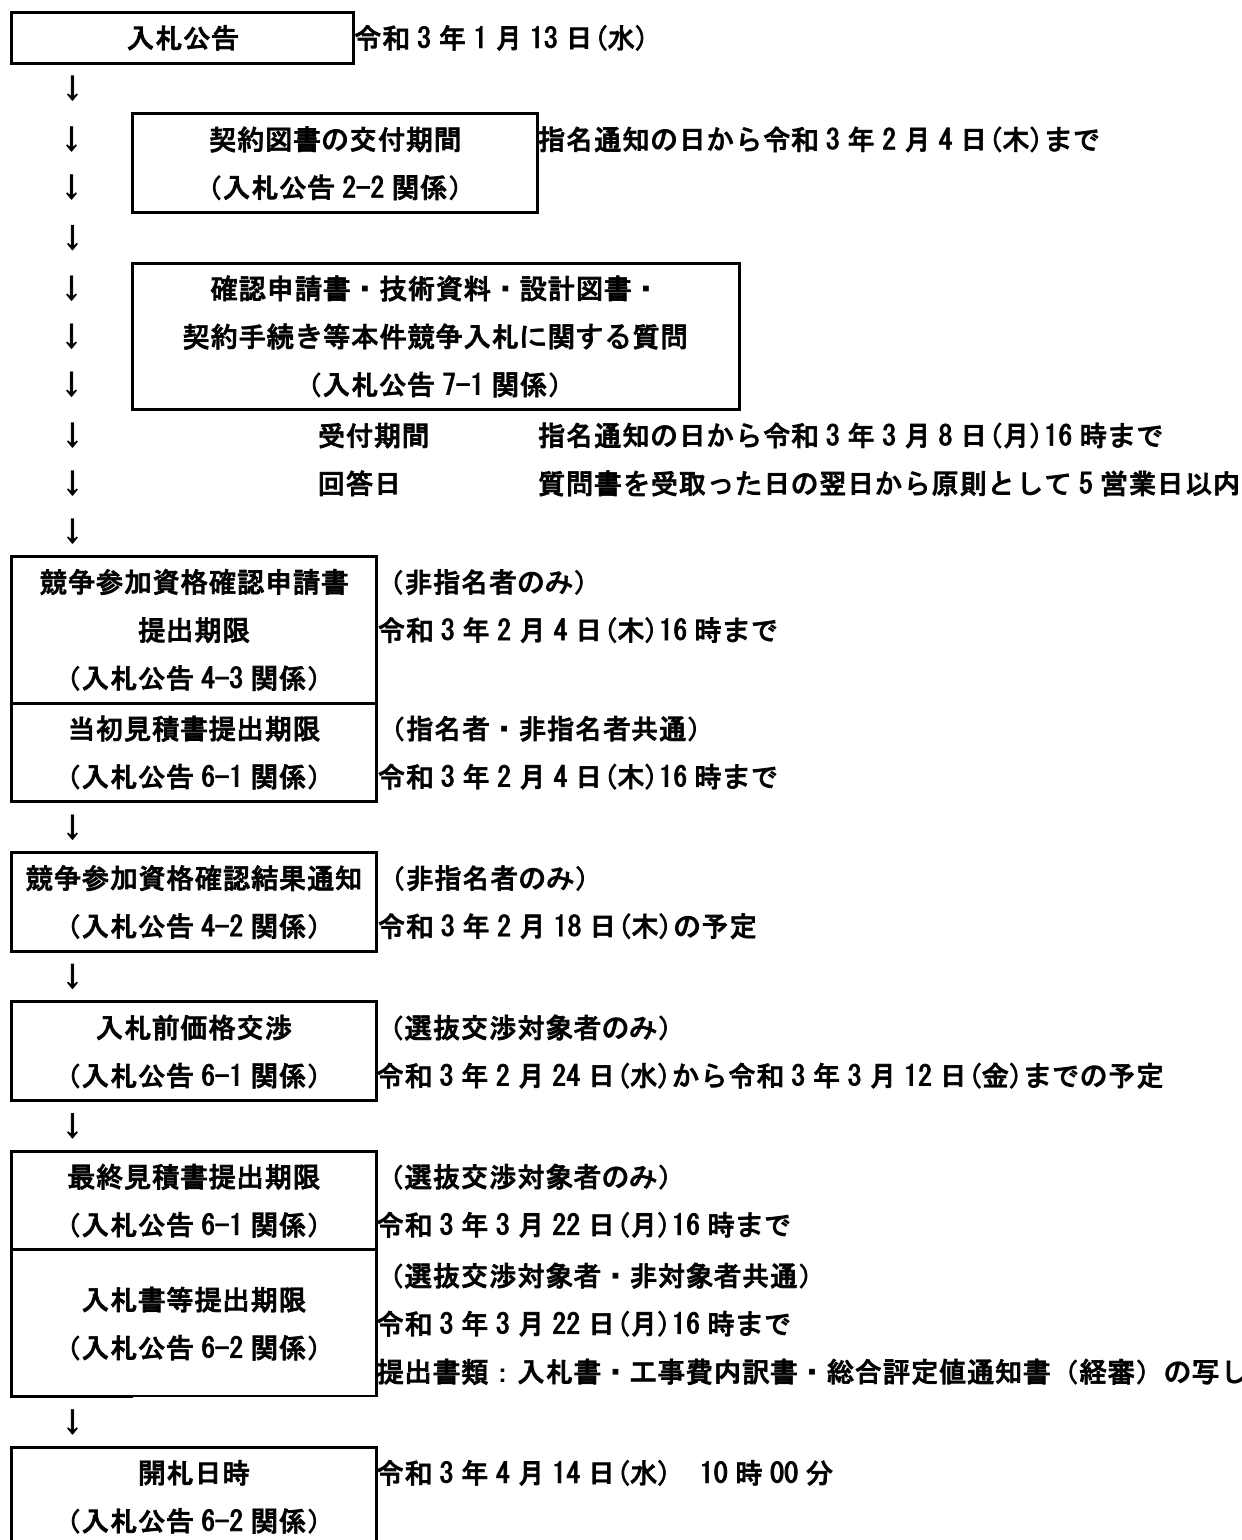 入札公告 令和3年1月13日(水)
↓
↓ 契約図書の交付期間 指名通知の日から令和3年2月4日(木)まで
↓ （入札公告2-2関係）
↓
↓ 確認申請書・技術資料・設計図書・
↓ 契約手続き等本件競争入札に関する質問
↓ （入札公告7-1関係）
↓ 受付期間 指名通知の日から令和3年3月8日(月)16時まで
↓ 回答日 質問書を受取った日の翌日から原則として5営業日以内
↓
競争参加資格確認申請書 （非指名者のみ）
提出期限 令和3年2月4日(木)16時まで
（入札公告4-3関係）
当初見積書提出期限 （指名者・非指名者共通）
（入札公告6-1関係） 令和3年2月4日(木)16時まで
↓
競争参加資格確認結果通知 （非指名者のみ）
（入札公告4-2関係） 令和3年2月18日(木)の予定
↓
入札前価格交渉 （選抜交渉対象者のみ）
（入札公告6-1関係） 令和3年2月24日(水)から令和3年3月12日(金)までの予定
↓
最終見積書提出期限 （選抜交渉対象者のみ）
（入札公告6-1関係） 令和3年3月22日(月)16時まで
（選抜交渉対象者・非対象者共通）
入札書等提出期限 令和3年3月22日(月)16時まで
（入札公告6-2関係） 提出書類：入札書・工事費内訳書・総合評定値通知書（経審）の写し
↓
開札日時 令和3年4月14日(水) 10時00分
（入札公告6-2関係）